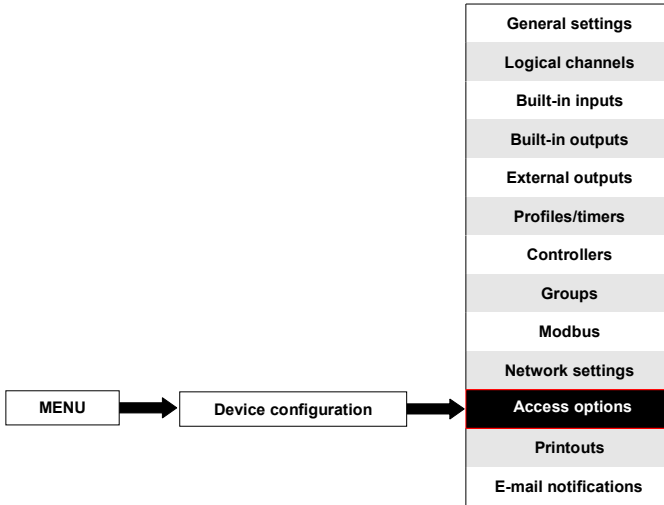 General settings
Logical channels
Built-in inputs
Built-in outputs
External outputs
Profiles/timers
Controllers
Groups
Modbus
Network settings
MENU
Device configuration
Access options
Printouts
E-mail notifications